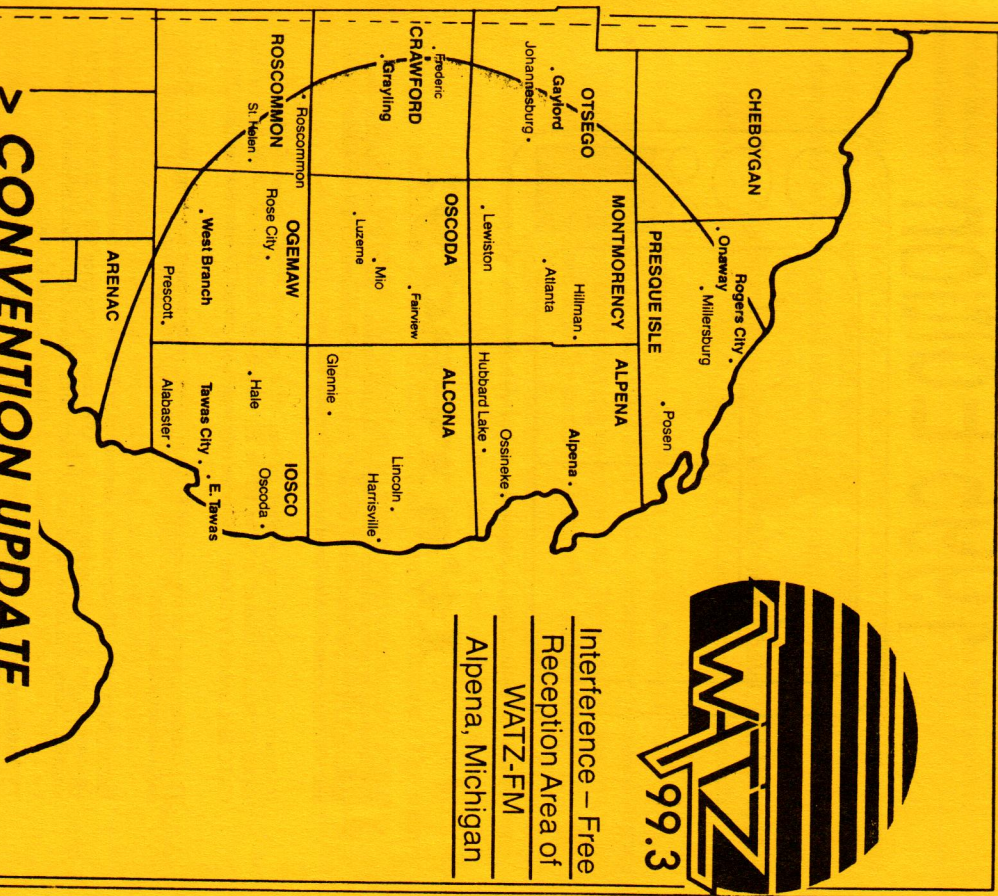 WATZ
99.3
Interference – Free
Reception Area of
WATZ-FM
Alpena, Michigan
CHEBOYGAN
PRESQUE ISLE
Onaway
Rogers City
Millersburg
Posen
OTSEGO
Gaylord
Johannesburg
MONTMORENCY
Hillman
Atlanta
Lewiston
ALPENA
Alpena
Ossineke
Hubbard Lake
CRAWFORD
Frederic
Grayling
OSCODA
Fairview
Mio
Luzerne
ALCONA
Lincoln
Harrisville
Glennie
ROSCOMMON
Roscommon
St. Helen
OGEMAW
Rose City
West Branch
Prescott
IOSCO
Oscoda
Hale
Tawas City
E. Tawas
Alabaster
ARENAC
> CONVENTION UPDATE